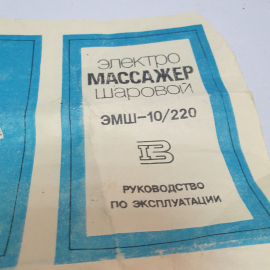 электро
МАССАЖЕР
шаровой
ЭМШ-10/220
РУКОВОДСТВО
ПО ЭКСПЛУАТАЦИИ